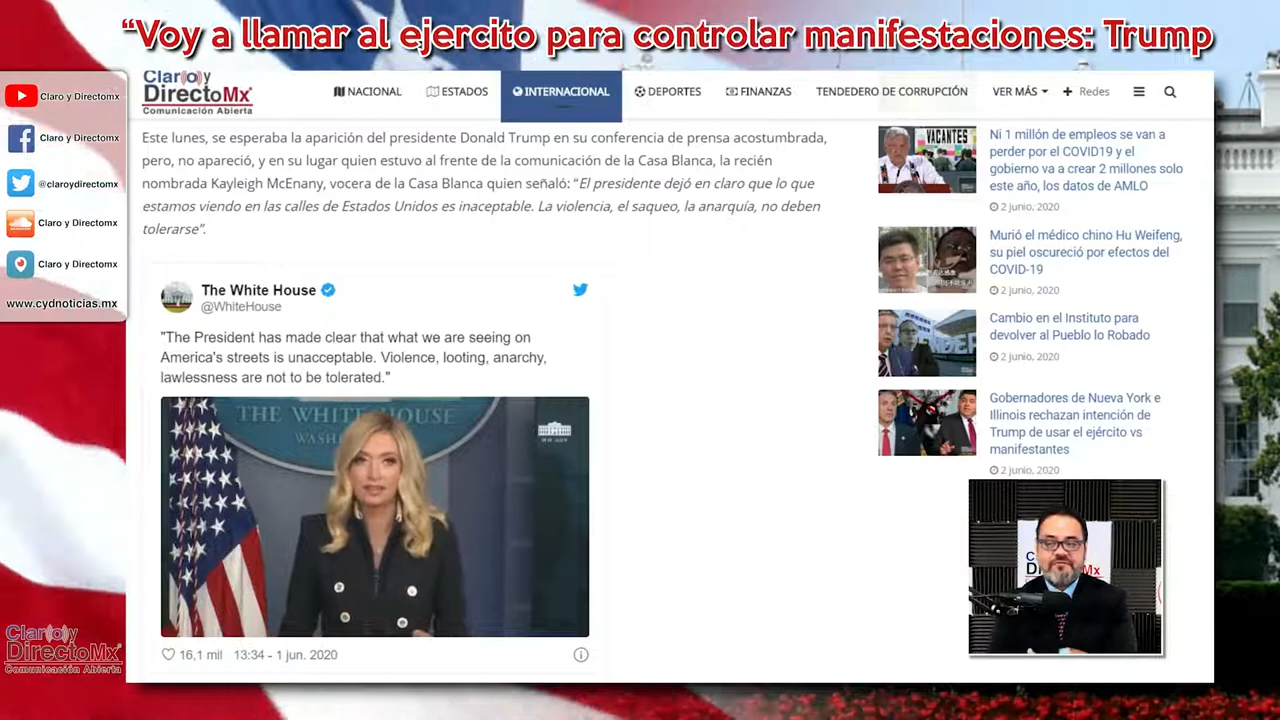 “Voy a llamar al ejercito para controlar manifestaciones: Trump
Claro y Directomx
Claro y Directomx
@claroydirectomx
Claro y Directomx
Claro y Directomx
www.cydnoticias.mx
Claro y
DirectoMx
Comunicación Abierta
NACIONAL
ESTADOS
INTERNACIONAL
DEPORTES
FINANZAS
TENDEDERO DE CORRUPCIÓN
VER MÁS
Redes
Este lunes, se esperaba la aparición del presidente Donald Trump en su conferencia de prensa acostumbrada,
pero, no apareció, y en su lugar quien estuvo al frente de la comunicación de la Casa Blanca, la recién
nombrada Kayleigh McEnany, vocera de la Casa Blanca quien señaló: “El presidente dejó en claro que lo que
estamos viendo en las calles de Estados Unidos es inaceptable. La violencia, el saqueo, la anarquía, no deben
tolerarse”.
The White House
@WhiteHouse
"The President has made clear that what we are seeing on
America's streets is unacceptable. Violence, looting, anarchy,
lawlessness are not to be tolerated."
THE WHITE HOUSE
16,1 mil
13:34 - 1 jun. 2020
VACANTES
Ni 1 millón de empleos se van a
perder por el COVID19 y el
gobierno va a crear 2 millones solo
este año, los datos de AMLO
2 junio, 2020
Murió el médico chino Hu Weifeng,
su piel oscureció por efectos del
COVID-19
2 junio, 2020
Cambio en el Instituto para
devolver al Pueblo lo Robado
2 junio, 2020
Gobernadores de Nueva York e
Illinois rechazan intención de
Trump de usar el ejército vs
manifestantes
2 junio, 2020
Claro y
DirectoMx
Comunicación Abierta